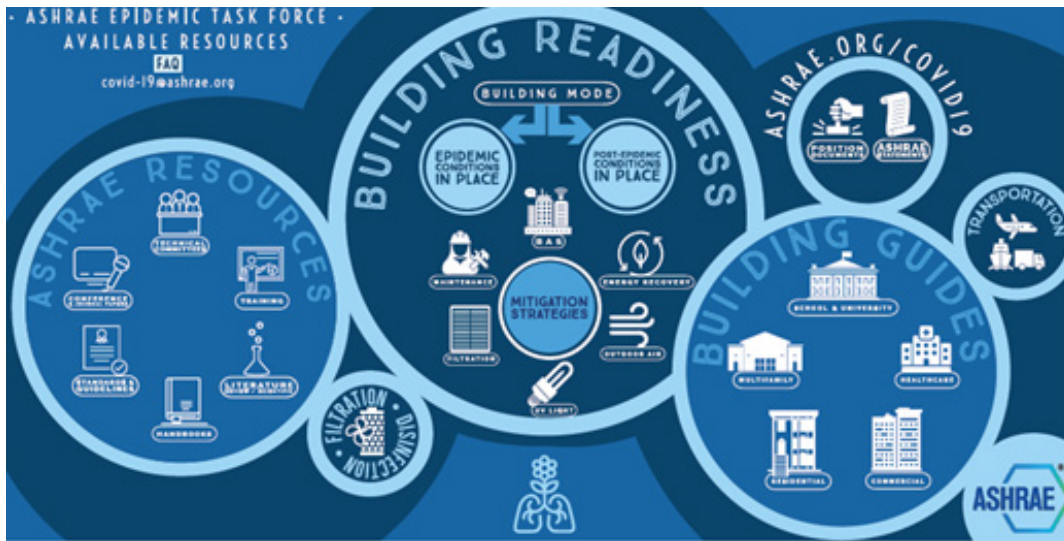 · ASHRAE EPIDEMIC TASK FORCE ·
AVAILABLE RESOURCES
FAQ
covid-19@ashrae.org
ASHRAE RESOURCES
TECHNICAL
COMMITTEES
CONFERENCE
& JOURNAL PAPERS
TRAINING
STANDARDS &
GUIDELINES
LITERATURE
HANDBOOKS
FILTRATION · DISINFECTION ·
BUILDING READINESS
BUILDING MODE
EPIDEMIC
CONDITIONS
IN PLACE
POST-EPIDEMIC
CONDITIONS
IN PLACE
BAS
MAINTENANCE
ENERGY RECOVERY
MITIGATION
STRATEGIES
FILTRATION
OUTDOOR AIR
UV LIGHT
ASHRAE.ORG/COVID19
POSITION
DOCUMENTS
ASHRAE
STATEMENTS
TRANSPORTATION
BUILDING GUIDES
SCHOOL & UNIVERSITY
MULTIFAMILY
HEALTHCARE
RESIDENTIAL
COMMERCIAL
ASHRAE